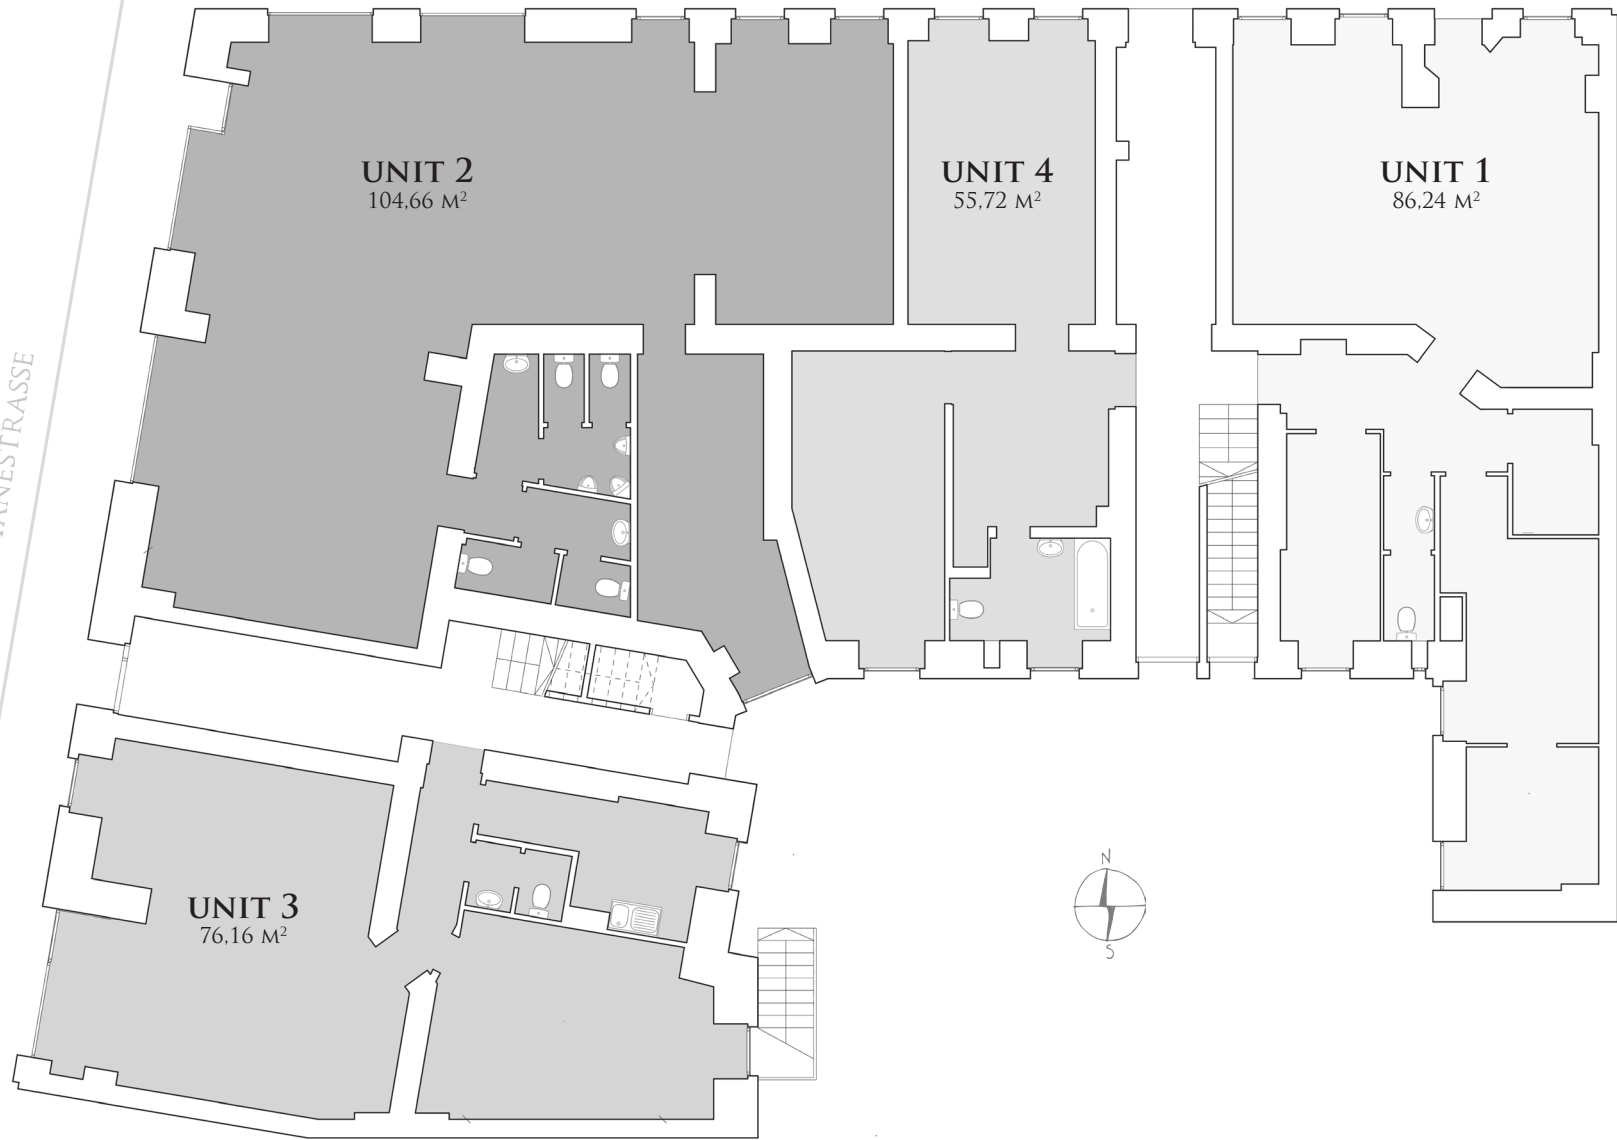 UNIT 2
104,66 M²
UNIT 4
55,72 M²
UNIT 1
86,24 M²
UNIT 3
76,16 M²
N
S